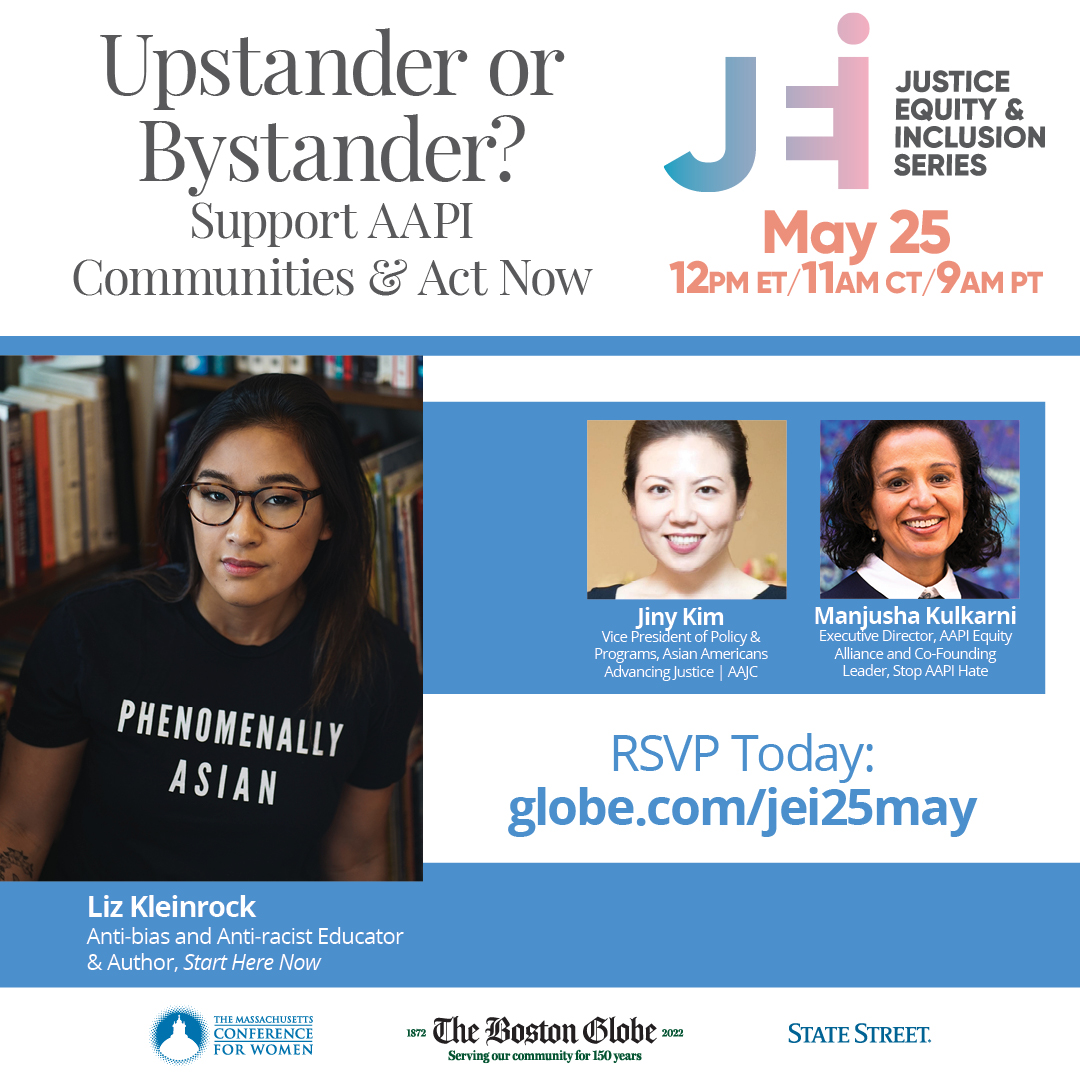 Upstander or
Bystander?
Support AAPI
Communities & Act Now
JEI
JUSTICE
EQUITY &
INCLUSION
SERIES
May 25
12PM ET/11AM CT/9AM PT
PHENOMENALLY
ASIAN
Jiny Kim
Vice President of Policy &
Programs, Asian Americans
Advancing Justice | AAJC
Manjusha Kulkarni
Executive Director, AAPI Equity
Alliance and Co-Founding
Leader, Stop AAPI Hate
RSVP Today:
globe.com/jei25may
Liz Kleinrock
Anti-bias and Anti-racist Educator
& Author, Start Here Now
THE MASSACHUSETTS
CONFERENCE
FOR WOMEN
1872 The Boston Globe 2022
Serving our community for 150 years
STATE STREET.